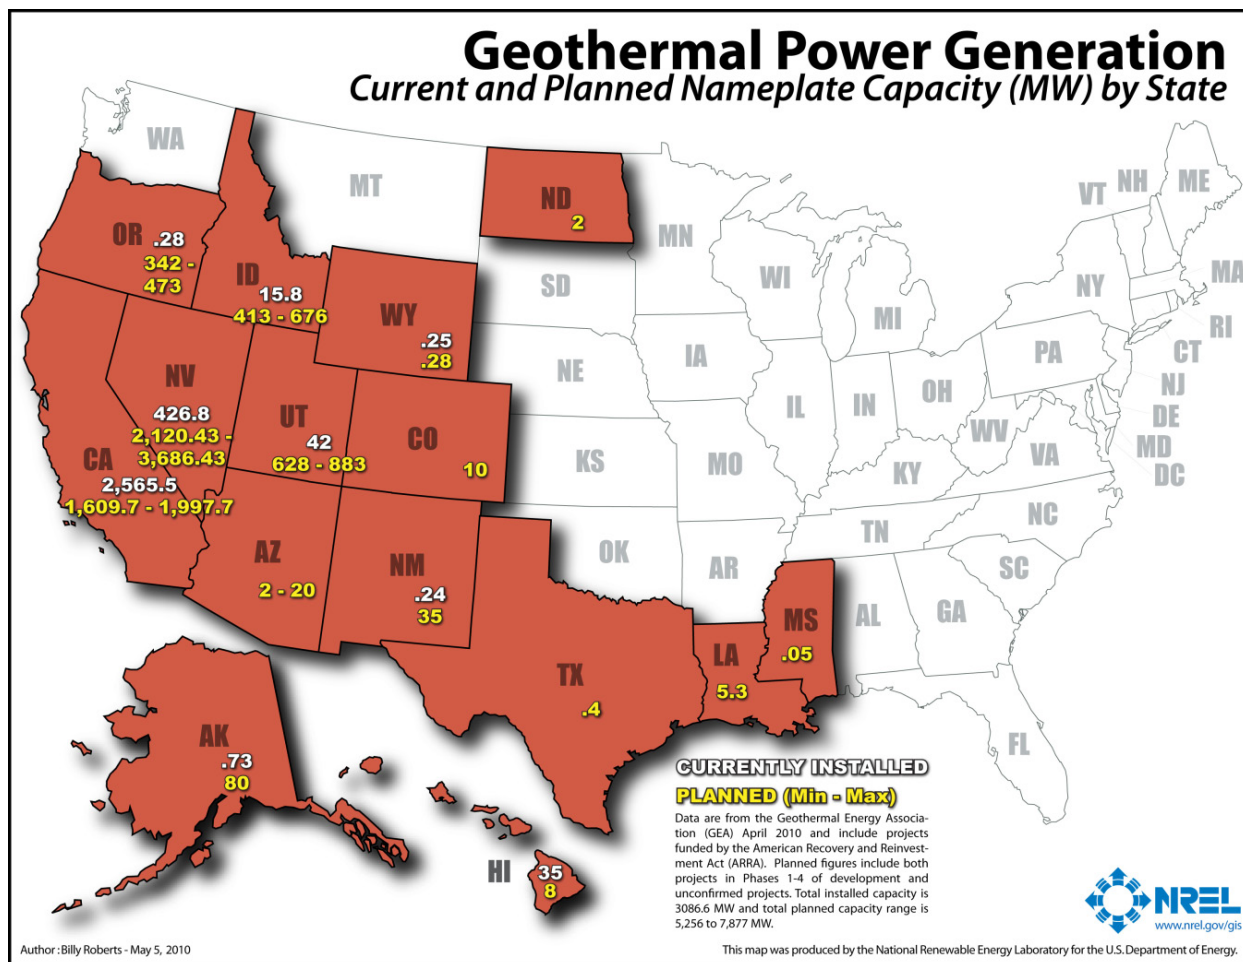 Geothermal Power Generation
Current and Planned Nameplate Capacity (MW) by State
WA
MT
ND
2
MN
VT
NH
ME
OR
.28
342 -
473
ID
15.8
413 - 676
WY
.25
.28
SD
WI
MI
NY
MA
RI
CT
NJ
PA
NE
IA
NV
426.8
2,120.43 -
3,686.43
UT
42
628 - 883
CO
10
IL
IN
OH
DE
MD
DC
WV
VA
CA
2,565.5
1,609.7 - 1,997.7
KS
MO
KY
NC
TN
AZ
2 - 20
NM
.24
35
OK
AR
SC
MS
.05
AL
GA
TX
.4
LA
5.3
FL
AK
.73
80
HI
35
8
CURRENTLY INSTALLED
PLANNED (Min - Max)
Data are from the Geothermal Energy Associa-
tion (GEA) April 2010 and include projects
funded by the American Recovery and Reinvest-
ment Act (ARRA). Planned figures include both
projects in Phases 1-4 of development and
unconfirmed projects. Total installed capacity is
3086.6 MW and total planned capacity range is
5,256 to 7,877 MW.
NREL
www.nrel.gov/gis
Author : Billy Roberts - May 5, 2010
This map was produced by the National Renewable Energy Laboratory for the U.S. Department of Energy.